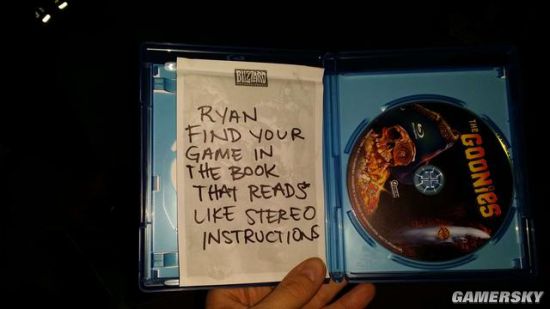 BLIZZARD
RYAN
FIND YOUR
GAME IN
THE BOOK
THAT READS
LIKE STEREO
INSTRUCTIONS
THE GOONIES
GAMERSKY